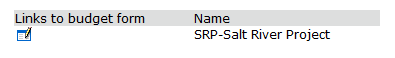 Links to budget form Name
SRP-Salt River Project